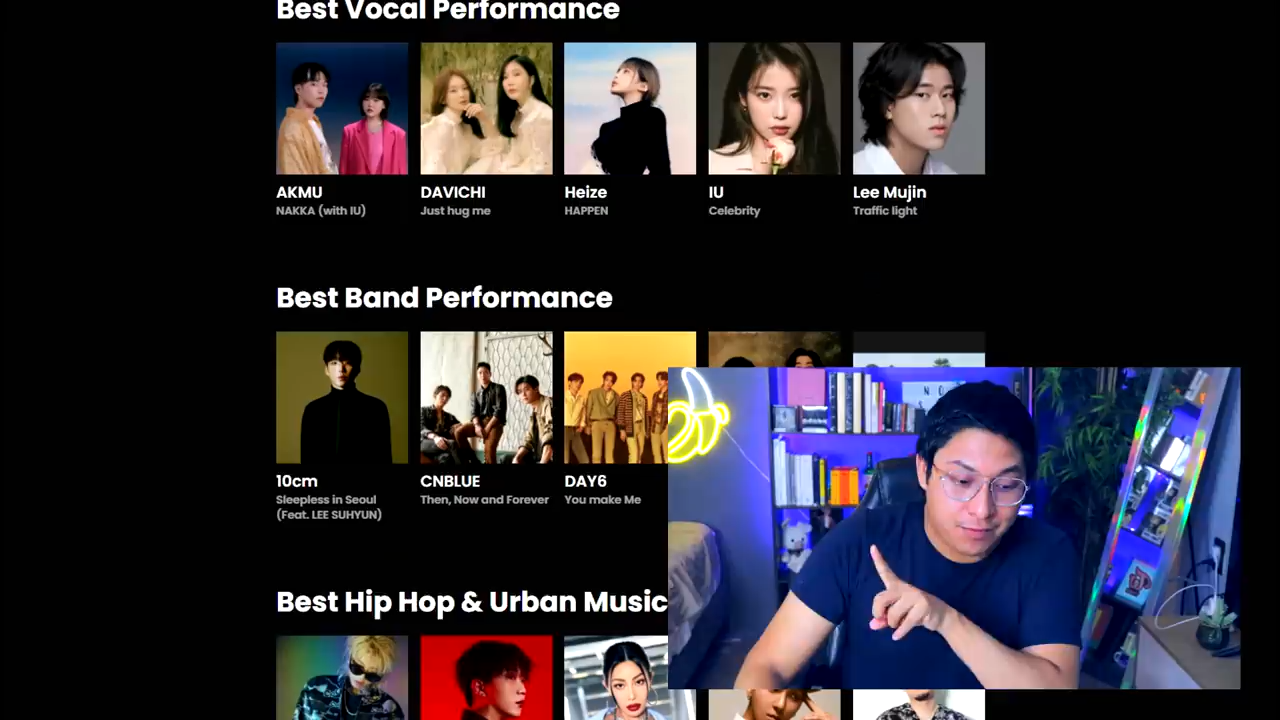 Best Vocal Performance
AKMU
NAKKA (with IU)
DAVICHI
Just hug me
Heize
HAPPEN
IU
Celebrity
Lee Mujin
Traffic light
Best Band Performance
10cm
Sleepless in Seoul
(Feat. LEE SUHYUN)
CNBLUE
Then, Now and Forever
DAY6
You make Me
Best Hip Hop & Urban Music